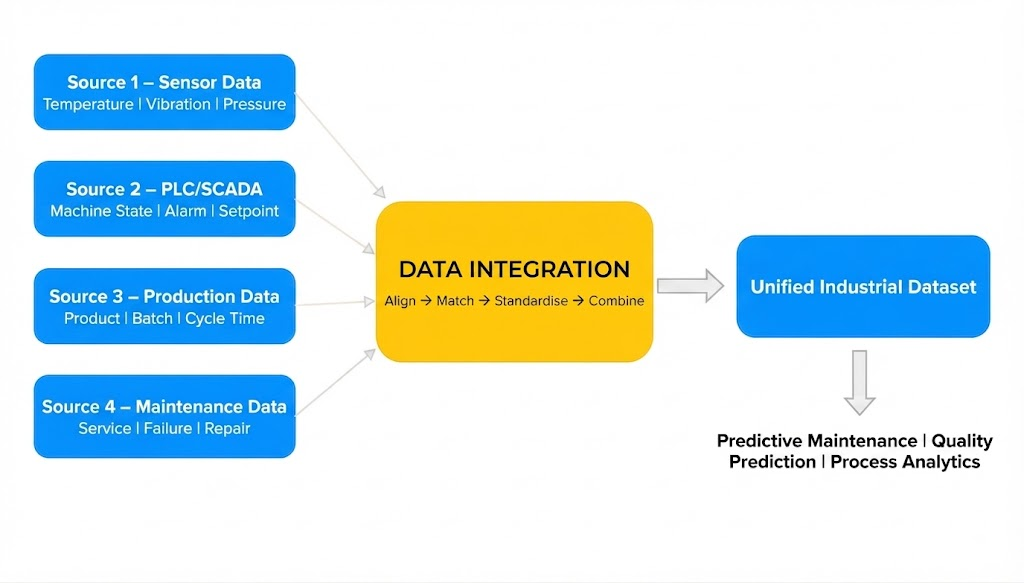 Source 1 – Sensor Data
Temperature | Vibration | Pressure
Source 2 – PLC/SCADA
Machine State | Alarm | Setpoint
Source 3 – Production Data
Product | Batch | Cycle Time
Source 4 – Maintenance Data
Service | Failure | Repair
DATA INTEGRATION
Align → Match → Standardise → Combine
Unified Industrial Dataset
Predictive Maintenance | Quality
Prediction | Process Analytics